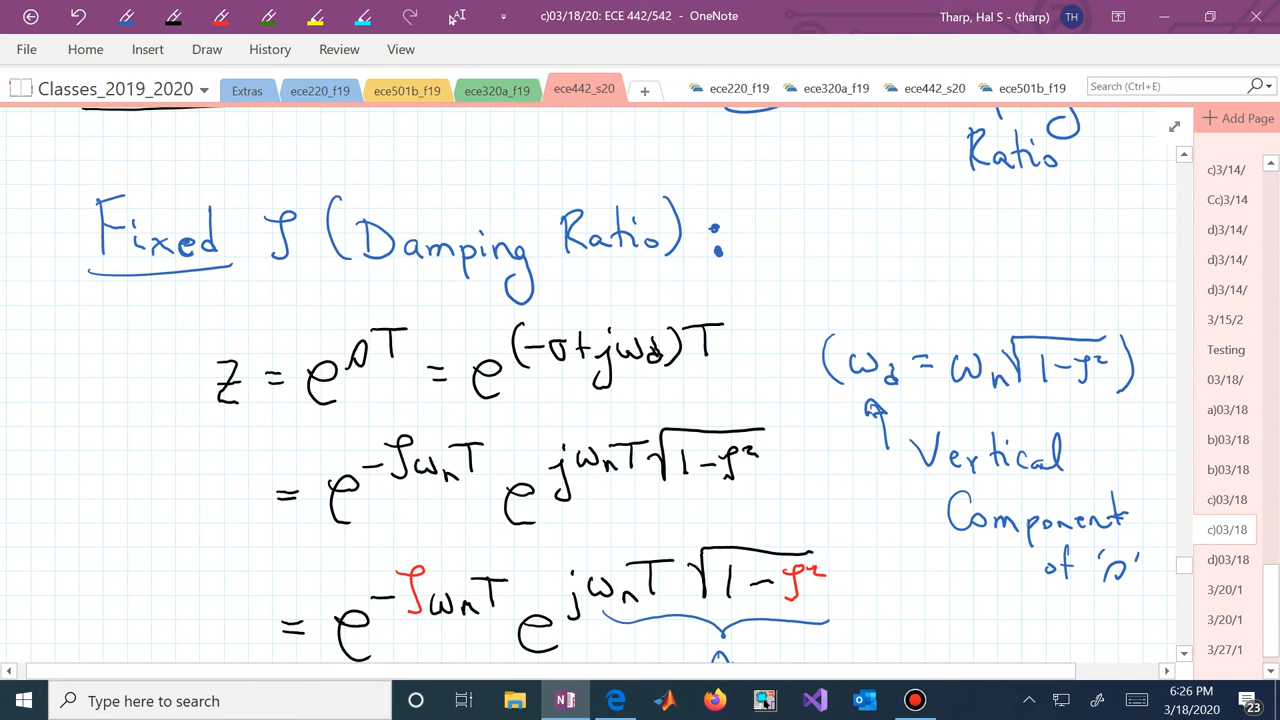 c)03/18/20: ECE 442/542 - OneNote
Tharp, Hal S - (tharp)
TH
File Home Insert Draw History Review View
Classes_2019_2020
Extras ece220_f19 ece501b_f19 ece320a_f19 ece442_s20
ece220_f19 ece320a_f19 ece442_s20 ece501b_f19
Search (Ctrl+E)
Add Page
Ratio
Fixed ζ (Damping Ratio) :
z = e^{sT} = e^{(-σ+jω_d)T} (ω_d = ω_n√(1-ζ²))
= e^{-ζω_nT} e^{jω_nT√(1-ζ²)}
Vertical
Component
of 's'
= e^{-ζω_nT} e^{jω_nT√(1-ζ²)}
c)3/14/
Cc)3/14
d)3/14/
d)3/14/
d)3/14/
3/15/2
Testing
03/18/
a)03/18
b)03/18
b)03/18
c)03/18
c)03/18
d)03/18
3/20/1
3/20/1
3/27/1
Type here to search
6:26 PM
3/18/2020
23